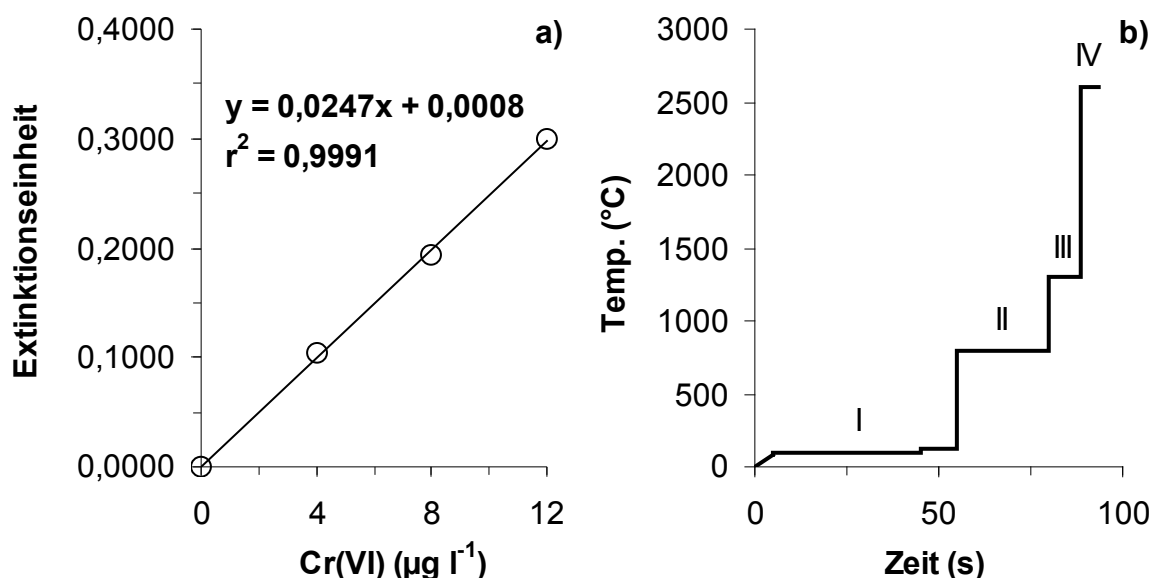 a)
0,4000
0,3000
0,2000
0,1000
0,0000
Extinktionseinheit
y = 0,0247x + 0,0008
r² = 0,9991
0 4 8 12
Cr(VI) (µg l⁻¹)
b)
3000
2500
2000
1500
1000
500
0
Temp. (°C)
I
II
III
IV
0 50 100
Zeit (s)